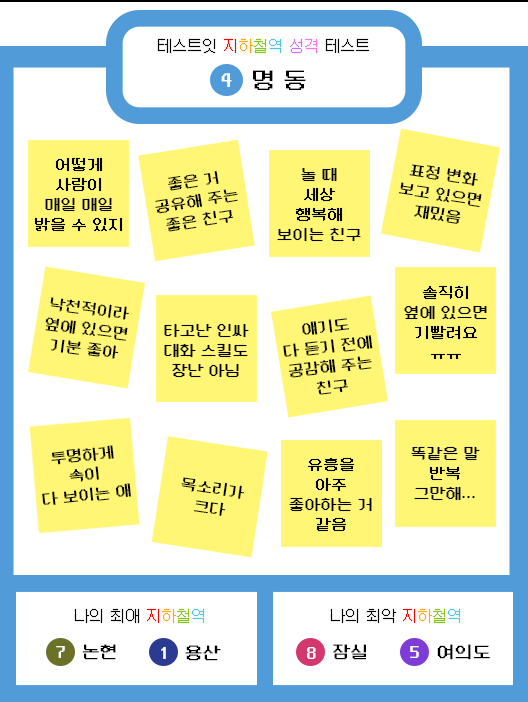 테스트잇 지하철역 성격 테스트
4 명동
어떻게
사람이
매일 매일
밝을 수 있지
좋은 거
공유해 주는
좋은 친구
놀 때
세상
행복해
보이는 친구
표정 변화
보고 있으면
재밌음
낙천적이라
옆에 있으면
기분 좋아
타고난 인싸
대화 스킬도
장난 아님
얘기도
다 듣기 전에
공감해 주는
친구
솔직히
옆에 있으면
기빨려요
ㅠㅠ
투명하게
속이
다 보이는 애
목소리가
크다
유흥을
아주
좋아하는 거
같음
똑같은 말
반복
그만해...
나의 최애 지하철역
7 논현 1 용산
나의 최악 지하철역
8 잠실 5 여의도